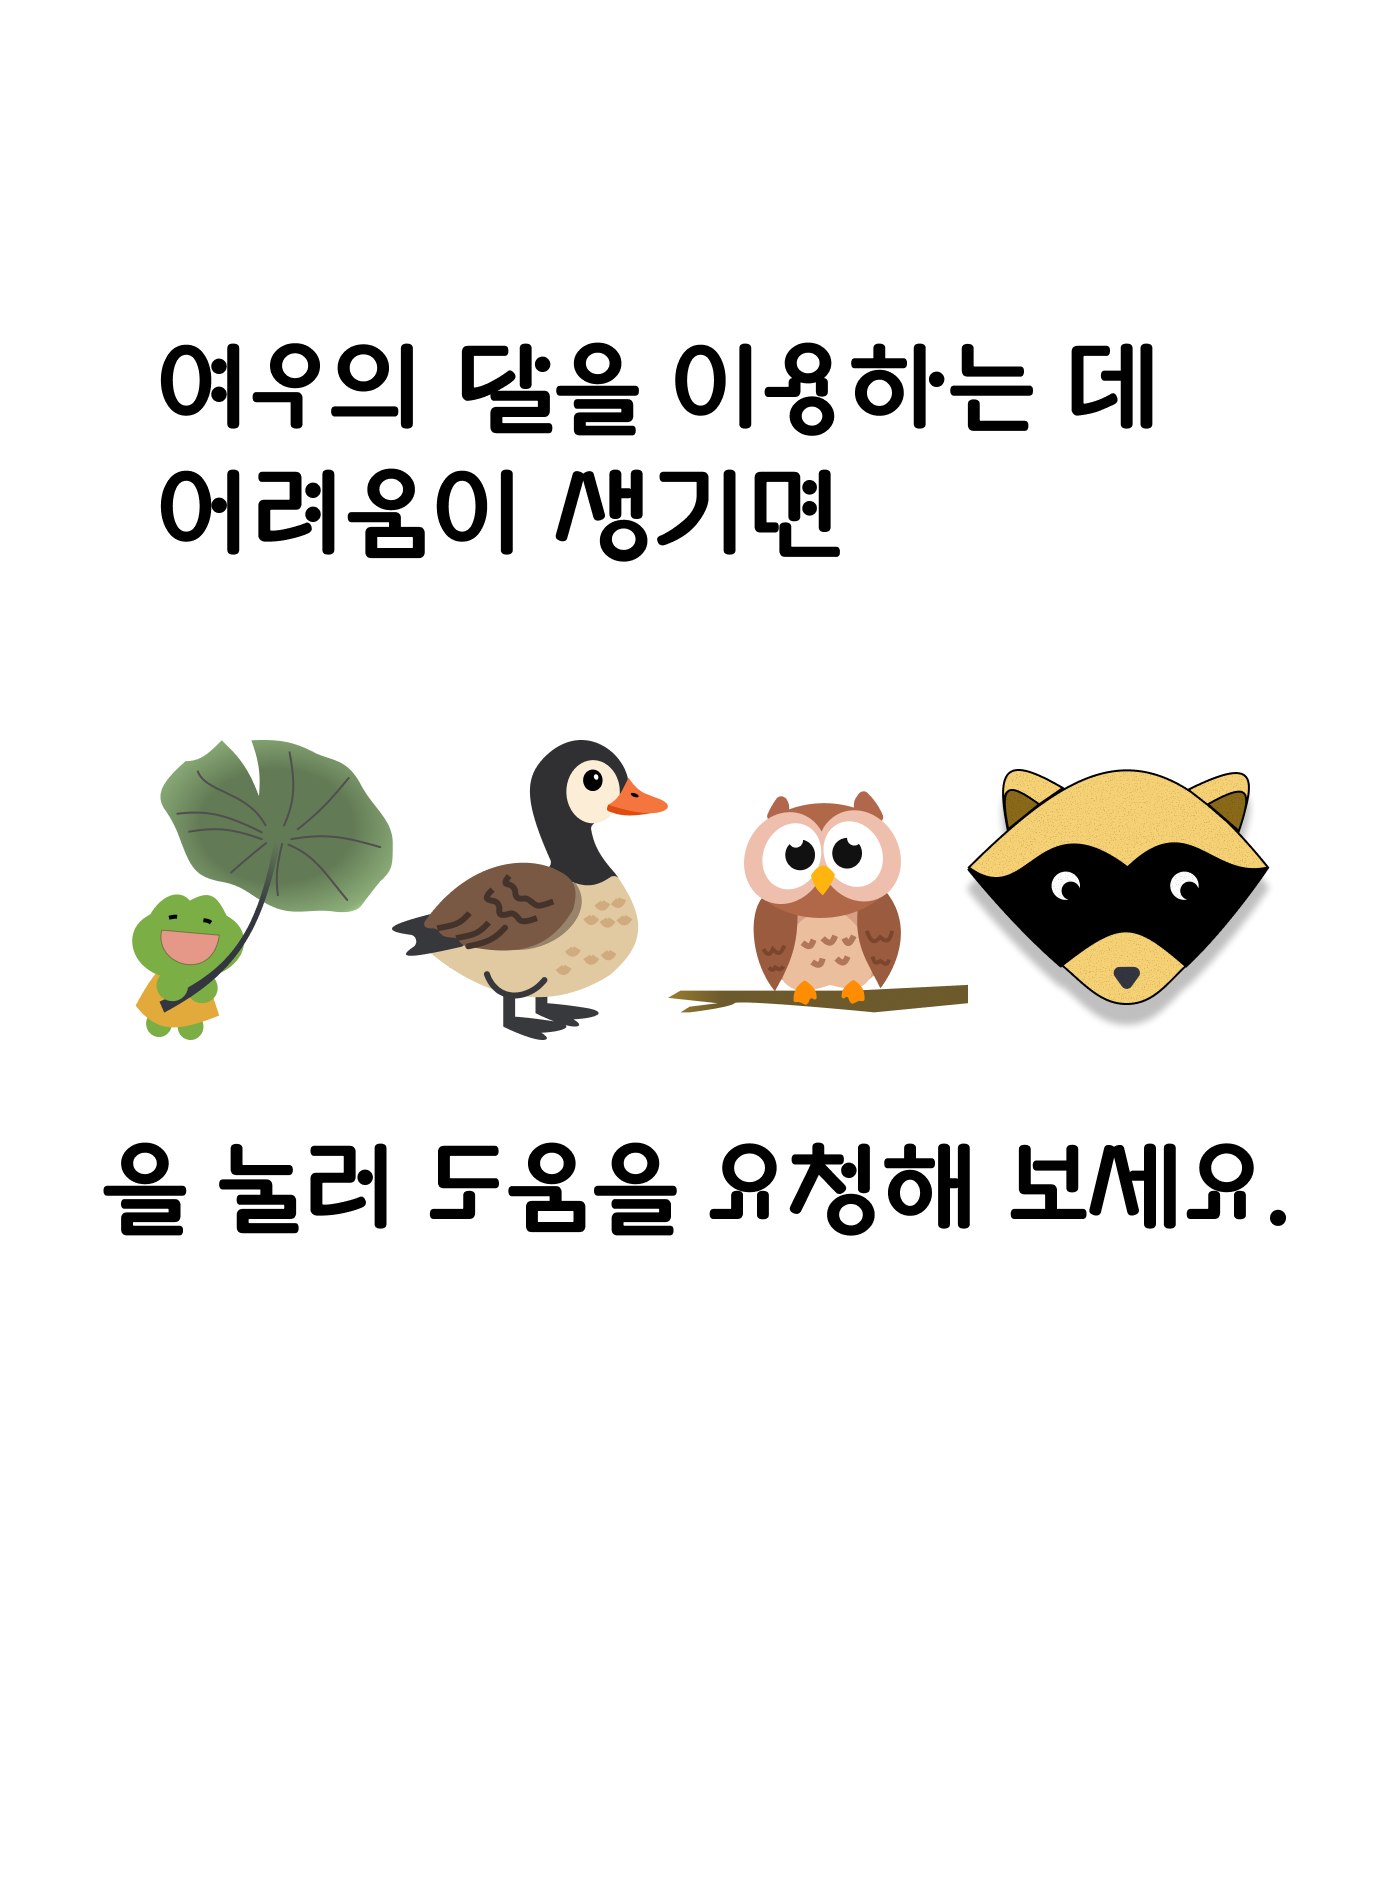 여우의 달을 이용하는 데
어려움이 생기면
을 눌러 도움을 요청해 보세요.